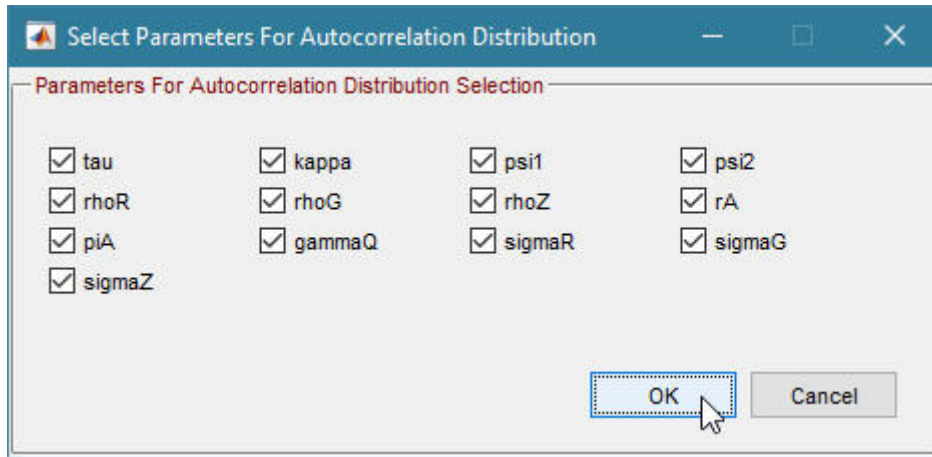 Select Parameters For Autocorrelation Distribution
Parameters For Autocorrelation Distribution Selection
tau kappa psi1 psi2
rhoR rhoG rhoZ rA
piA gammaQ sigmaR sigmaG
sigmaZ
OK Cancel